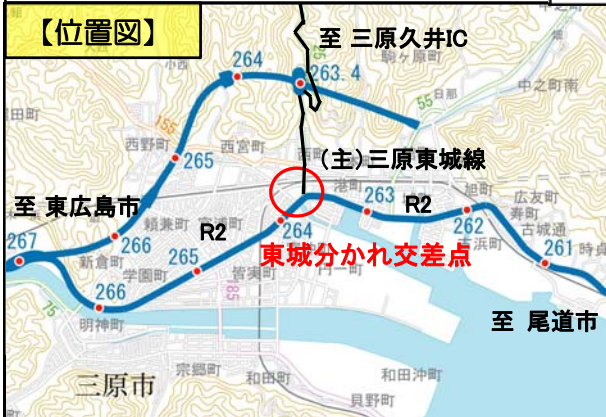 【位置図】
至 三原久井IC
駒ヶ原町
264
263.4
中之町南
55
155
西野町
西宮町
265
(主)三原東城線
至 東広島市
港町
263
R2
旭町
広友町
寿町
古城通
頼兼町
宮浦町
R2
264
262
267
266
新倉町
265
東城分かれ交差点
古浜町
261
学園町
皆実町
円一町
時貞
266
185
75
明神町
至 尾道市
宗郷町
和田町
和田沖町
三原市
貝野町